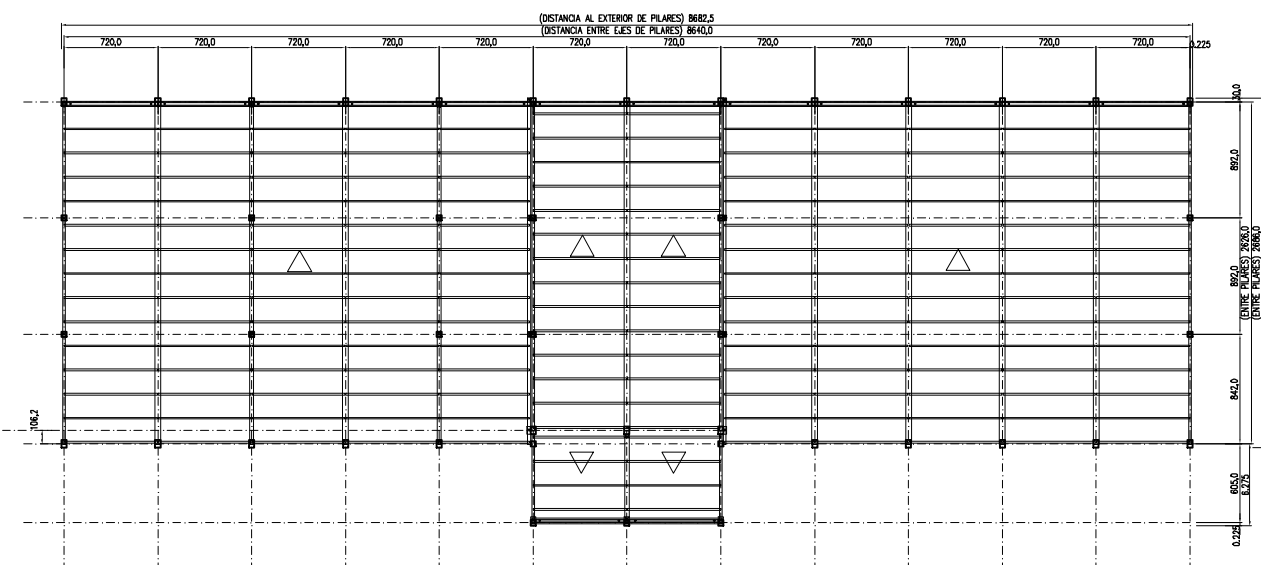 (DISTANCIA AL EXTERIOR DE PILARES) 8682,5
(DISTANCIA ENTRE EJES DE PILARES) 8640,0
720,0 720,0 720,0 720,0 720,0 720,0 720,0 720,0 720,0 720,0 720,0 720,0
0.225
30,0
892,0
892,0
(ENTRE PILARES) 2626,0
(ENTRE PILARES) 2686,0
842,0
106,2
605,0
6.275
0.225